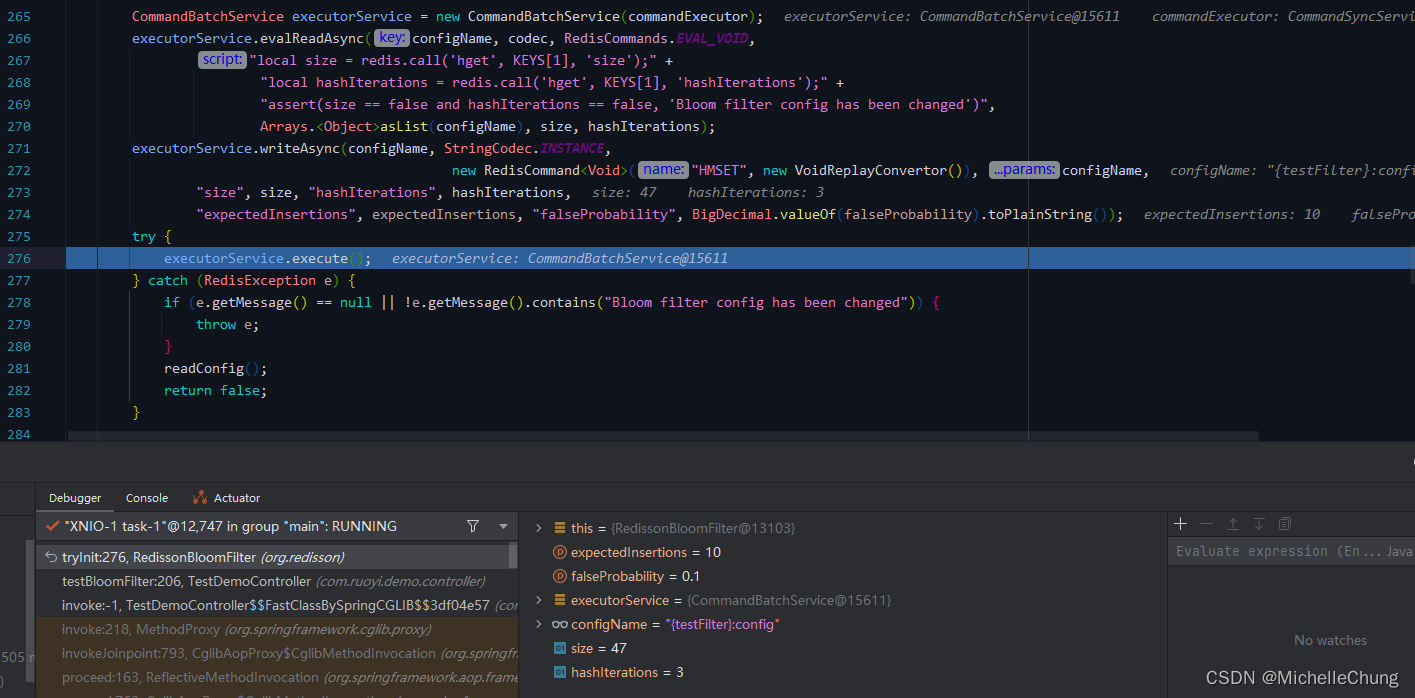 265 CommandBatchService executorService = new CommandBatchService(commandExecutor); executorService: CommandBatchService@15611 commandExecutor: CommandSyncServi
266 executorService.evalReadAsync( key: configName, codec, RedisCommands.EVAL_VOID,
267 script: "local size = redis.call('hget', KEYS[1], 'size');" +
268 "local hashIterations = redis.call('hget', KEYS[1], 'hashIterations');" +
269 "assert(size == false and hashIterations == false, 'Bloom filter config has been changed')",
270 Arrays.<Object>asList(configName), size, hashIterations);
271 executorService.writeAsync(configName, StringCodec.INSTANCE,
272 new RedisCommand<Void>( name: "HMSET", new VoidReplayConvertor()), ...params: configName, configName: "{testFilter}:confi
273 "size", size, "hashIterations", hashIterations, size: 47 hashIterations: 3
274 "expectedInsertions", expectedInsertions, "falseProbability", BigDecimal.valueOf(falseProbability).toPlainString()); expectedInsertions: 10 falsePro
275 try {
276 executorService.execute(); executorService: CommandBatchService@15611
277 } catch (RedisException e) {
278 if (e.getMessage() == null || !e.getMessage().contains("Bloom filter config has been changed")) {
279 throw e;
280 }
281 readConfig();
282 return false;
283 }
284
Debugger Console Actuator
"XNIO-1 task-1"@12,747 in group "main": RUNNING
tryInit:276, RedissonBloomFilter (org.redisson)
testBloomFilter:206, TestDemoController (com.ruoyi.demo.controller)
invoke:-1, TestDemoController$$FastClassBySpringCGLIB$$3df04e57 (co
invoke:218, MethodProxy (org.springframework.cglib.proxy)
invokeJoinpoint:793, CglibAopProxy$CglibMethodInvocation (org.springfr
proceed:163, ReflectiveMethodInvocation (org.springframework.aop.frame
505 m
this = {RedissonBloomFilter@13103}
expectedInsertions = 10
falseProbability = 0.1
executorService = {CommandBatchService@15611}
configName = "{testFilter}:config"
size = 47
hashIterations = 3
Evaluate expression (En... Java
No watches
CSDN @MichelleChung